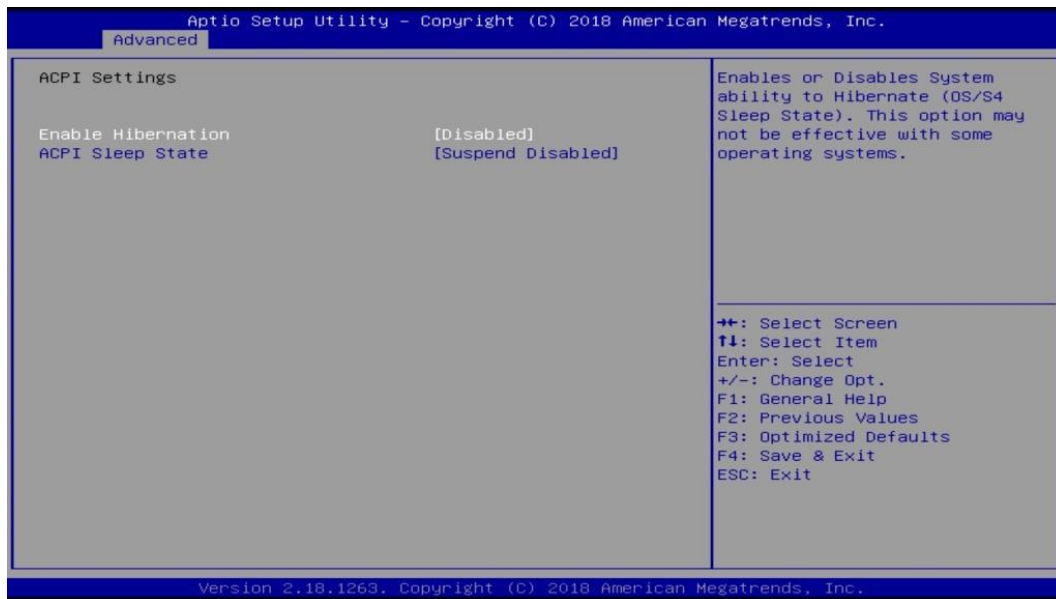 Aptio Setup Utility – Copyright (C) 2018 American Megatrends, Inc.
Advanced
ACPI Settings
Enable Hibernation [Disabled]
ACPI Sleep State [Suspend Disabled]
Enables or Disables System
ability to Hibernate (OS/S4
Sleep State). This option may
not be effective with some
operating systems.
→←: Select Screen
↑↓: Select Item
Enter: Select
+/-: Change Opt.
F1: General Help
F2: Previous Values
F3: Optimized Defaults
F4: Save & Exit
ESC: Exit
Version 2.18.1263. Copyright (C) 2018 American Megatrends, Inc.